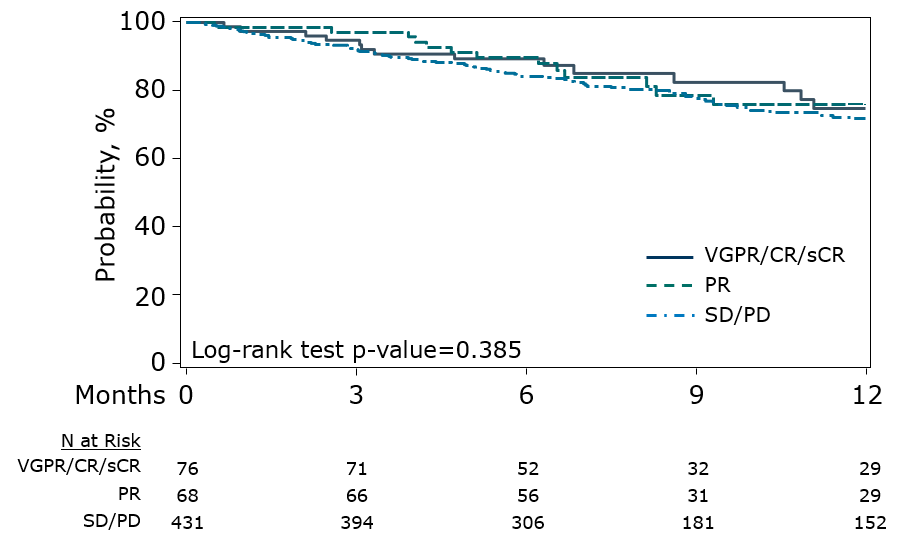 100
80
60
40
20
0
Probability, %
VGPR/CR/sCR
PR
SD/PD
Log-rank test p-value=0.385
Months 0 3 6 9 12
N at Risk
VGPR/CR/sCR 76 71 52 32 29
PR 68 66 56 31 29
SD/PD 431 394 306 181 152